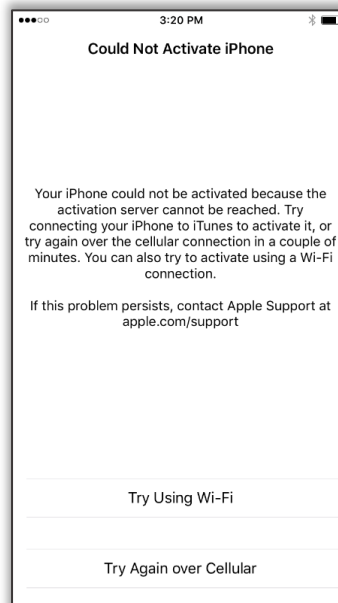 3:20 PM
Could Not Activate iPhone
Your iPhone could not be activated because the
activation server cannot be reached. Try
connecting your iPhone to iTunes to activate it, or
try again over the cellular connection in a couple of
minutes. You can also try to activate using a Wi-Fi
connection.
If this problem persists, contact Apple Support at
apple.com/support
Try Using Wi-Fi
Try Again over Cellular